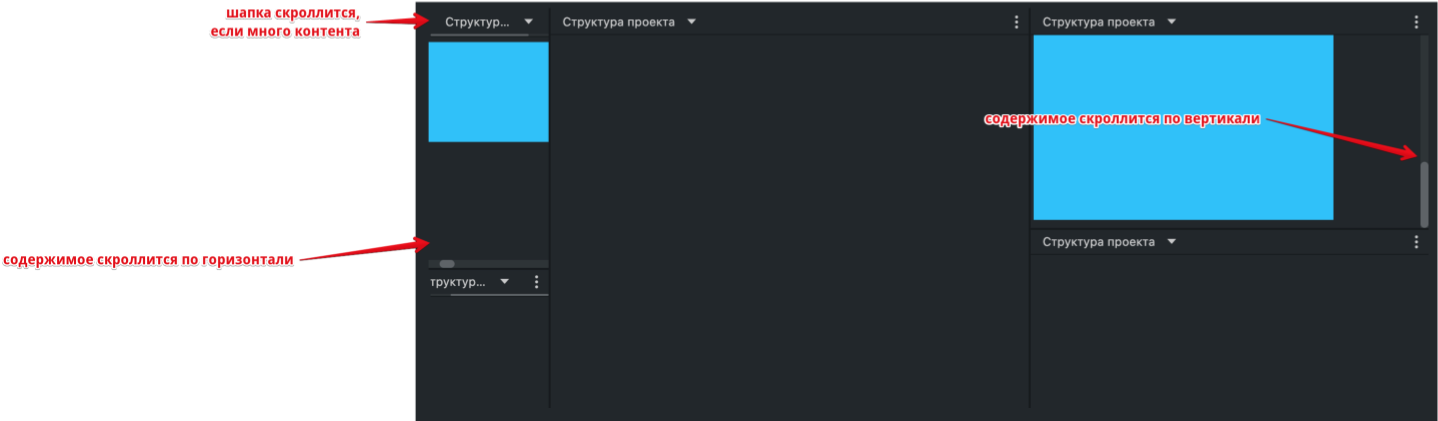 шапка скроллится,
если много контента
Структур...
Структура проекта
Структура проекта
содержимое скроллится по вертикали
Структура проекта
содержимое скроллится по горизонтали
труктур...